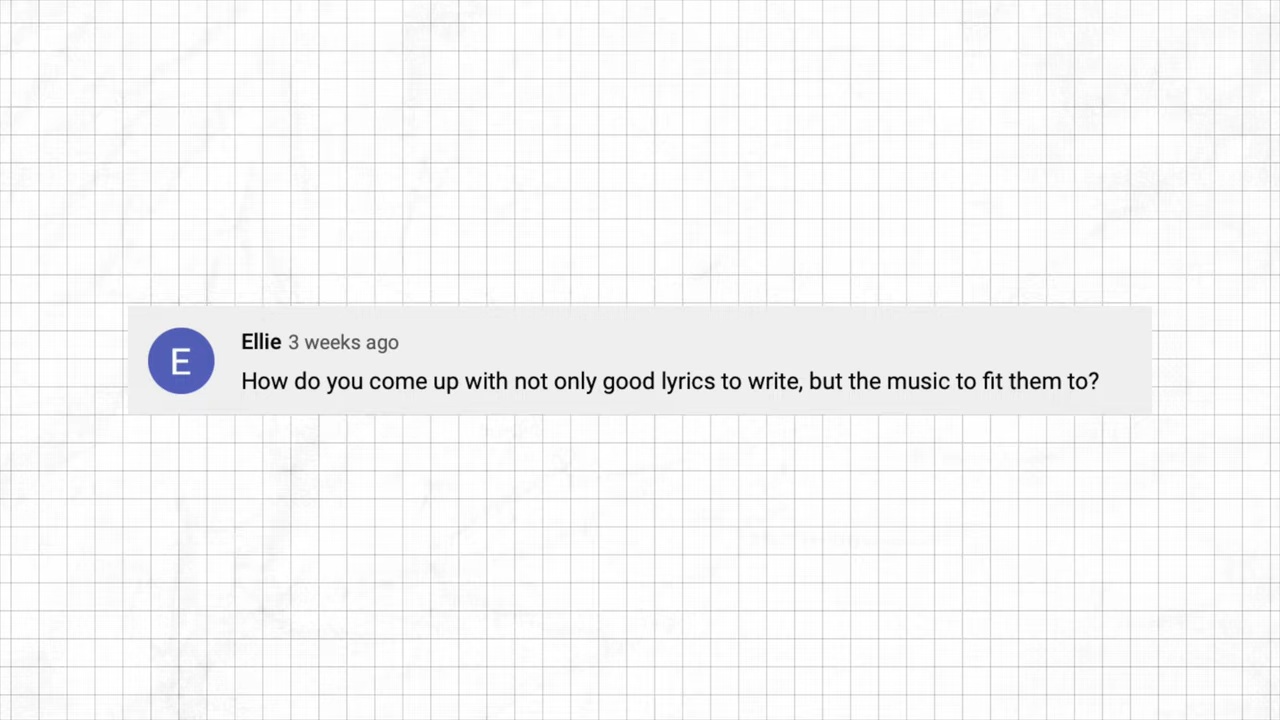 E
Ellie 3 weeks ago
How do you come up with not only good lyrics to write, but the music to fit them to?